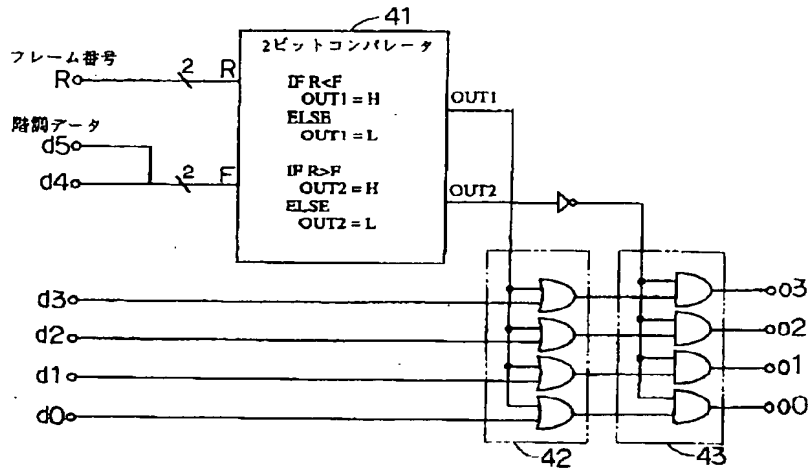 41
2ビットコンパレータ
フレーム番号
R
2
R
IF R<F
OUT1 = H
ELSE
OUT1 = L
OUT1
階調データ
d5
d4
2
F
IF R>F
OUT2 = H
ELSE
OUT2 = L
OUT2
d3
d2
d1
d0
o3
o2
o1
o0
42
43